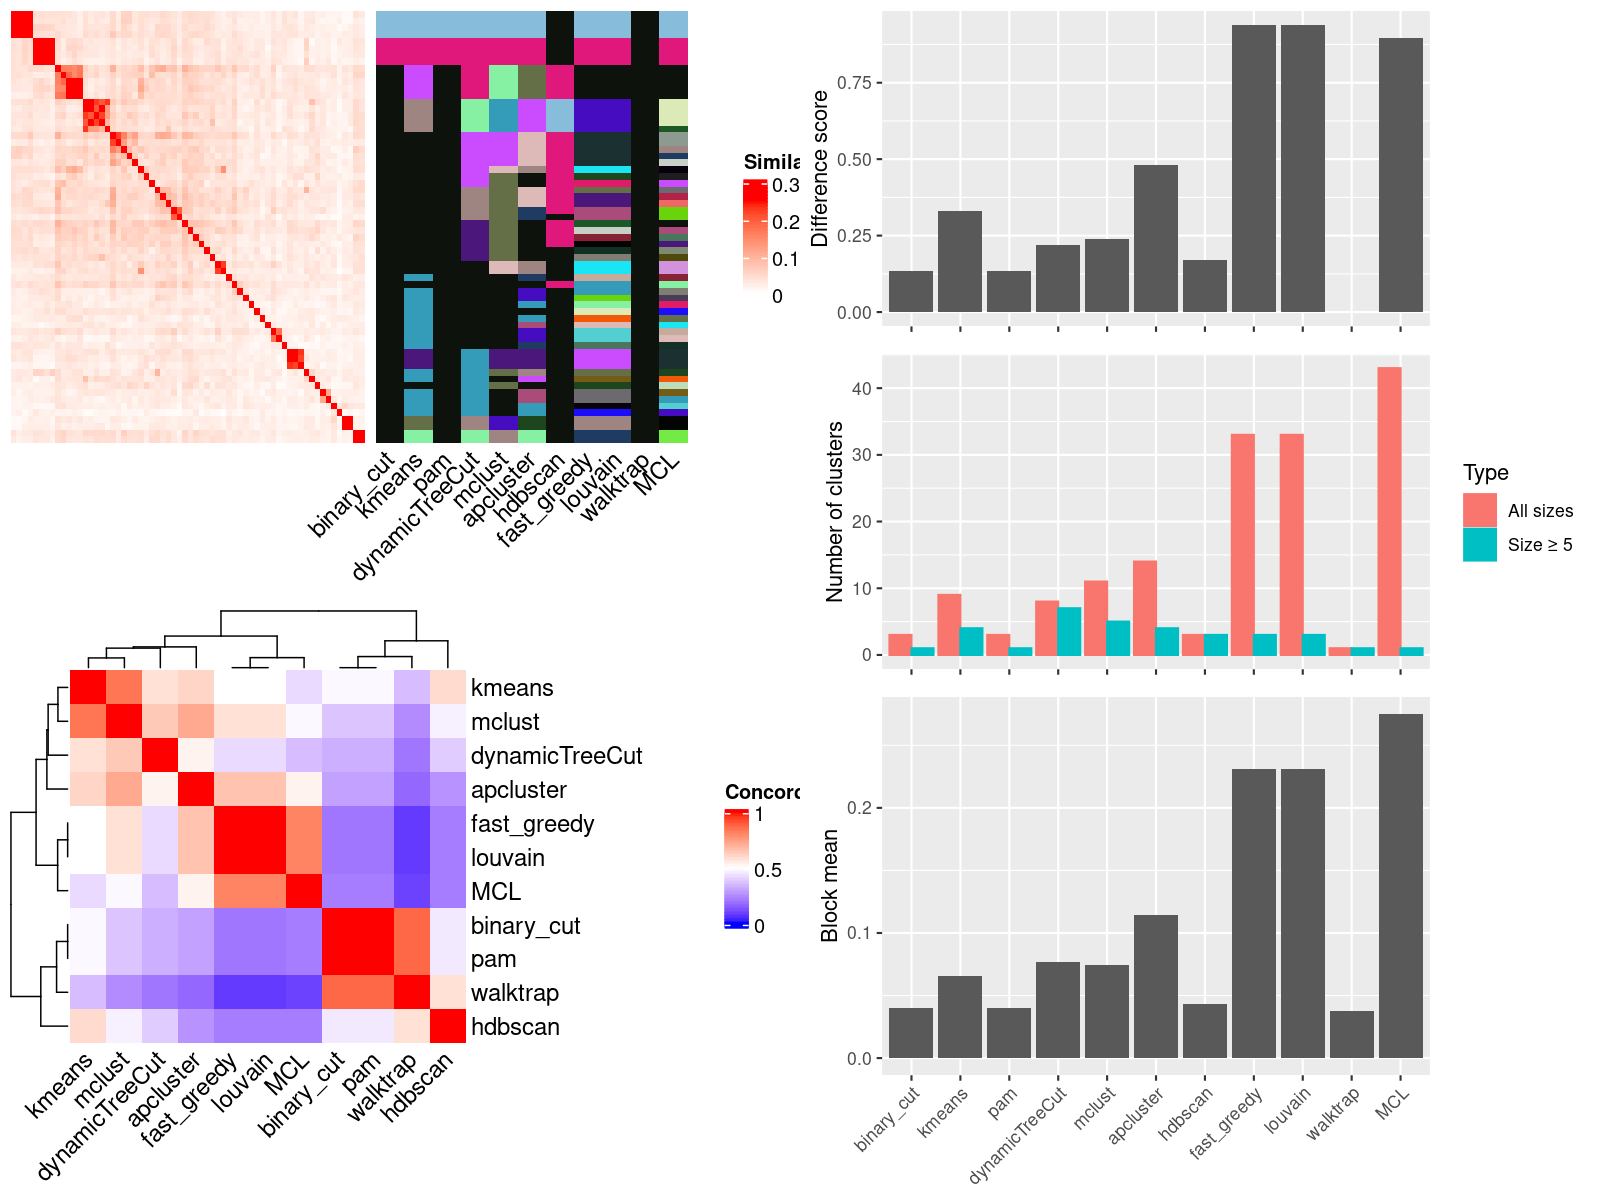 Simila
0.3
0.2
0.1
0
binary_cut
kmeans
pam
dynamicTreeCut
mclust
apcluster
hdbscan
fast_greedy
louvain
walktrap
MCL
Difference score
0.75
0.50
0.25
0.00
Number of clusters
40
30
20
10
0
Type
All sizes
Size ≥ 5
kmeans
mclust
dynamicTreeCut
apcluster
fast_greedy
louvain
MCL
binary_cut
pam
walktrap
hdbscan
kmeans
mclust
dynamicTreeCut
apcluster
fast_greedy
louvain
MCL
binary_cut
pam
walktrap
hdbscan
Concord
1
0.5
0
Block mean
0.2
0.1
0.0
binary_cut
kmeans
pam
dynamicTreeCut
mclust
apcluster
hdbscan
fast_greedy
louvain
walktrap
MCL